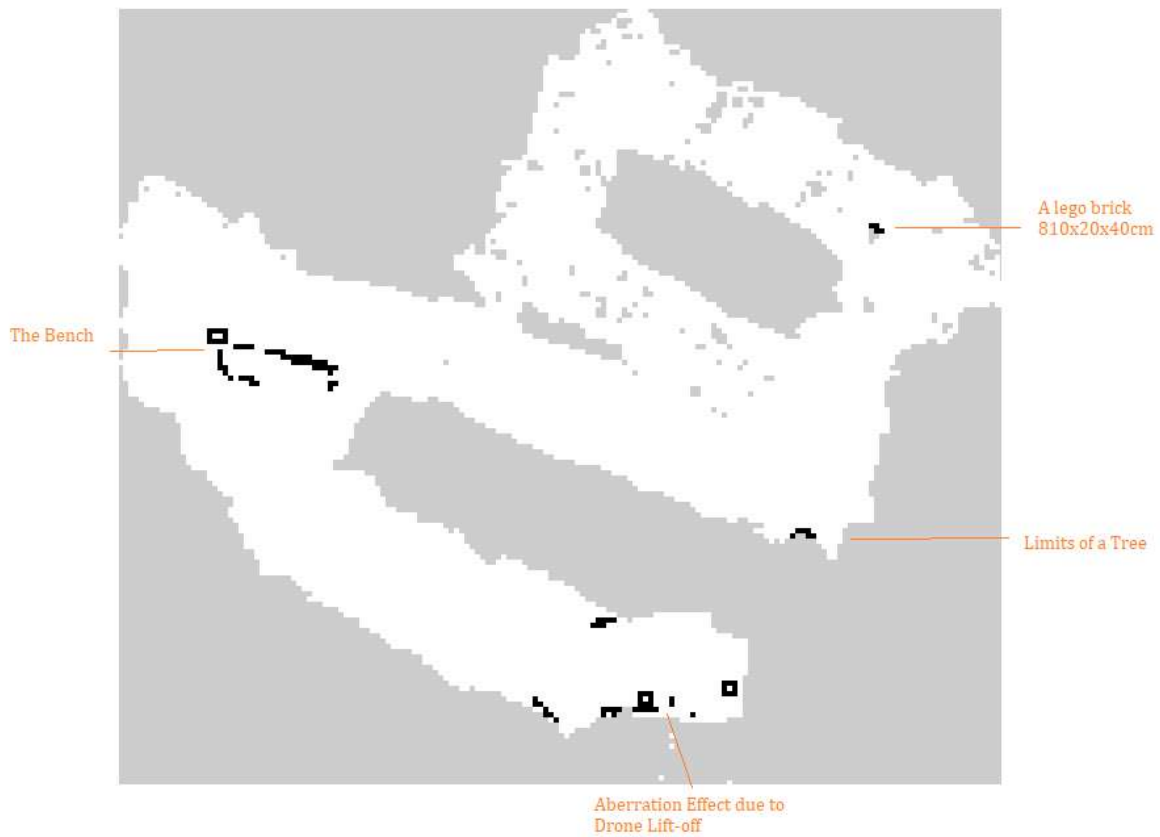 A lego brick
810x20x40cm
The Bench
Limits of a Tree
Aberration Effect due to
Drone Lift-off